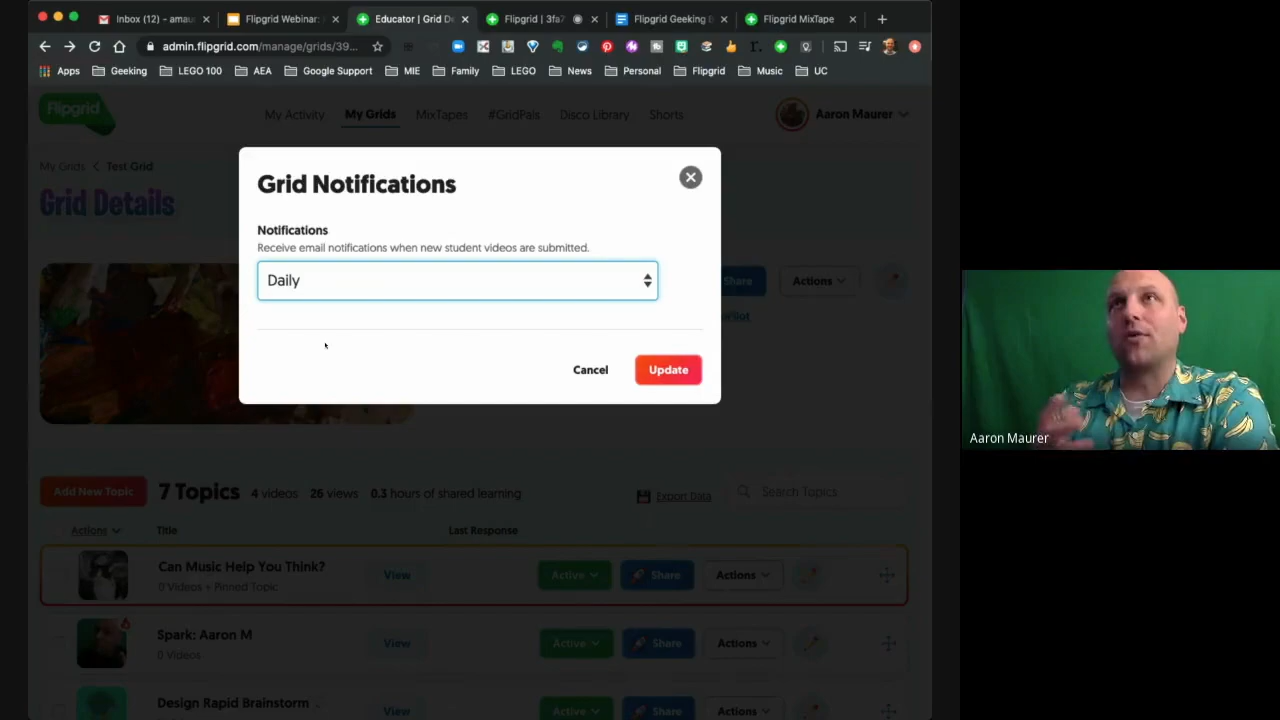 Inbox (12) - amau
Flipgrid Webinar:
Educator | Grid De
Flipgrid | 3fa7
Flipgrid Geeking
Flipgrid MixTape
admin.flipgrid.com/manage/grids/39...
Apps
Geeking
LEGO 100
AEA
Google Support
MIE
Family
LEGO
News
Personal
Flipgrid
Music
UC
Flipgrid
My Activity
My Grids
MixTapes
#GridPals
Disco Library
Shorts
Aaron Maurer
My Grids < Test Grid
Grid Details
Grid Notifications
Notifications
Receive email notifications when new student videos are submitted.
Daily
Share
Actions
Cancel
Update
Aaron Maurer
Add New Topic
7 Topics
4 videos 26 views 0.3 hours of shared learning
Export Data
Search Topics
Actions
Title
Last Response
Can Music Help You Think?
0 Videos • Pinned Topic
View
Active
Share
Actions
Spark: Aaron M
0 Videos
View
Active
Share
Actions
Design Rapid Brainstorm
View
Active
Share
Actions